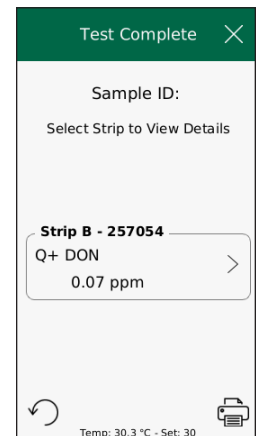 Test Complete
Sample ID:
Select Strip to View Details
Strip B - 257054
Q+ DON
0.07 ppm
Temp: 30.3 °C - Set: 30